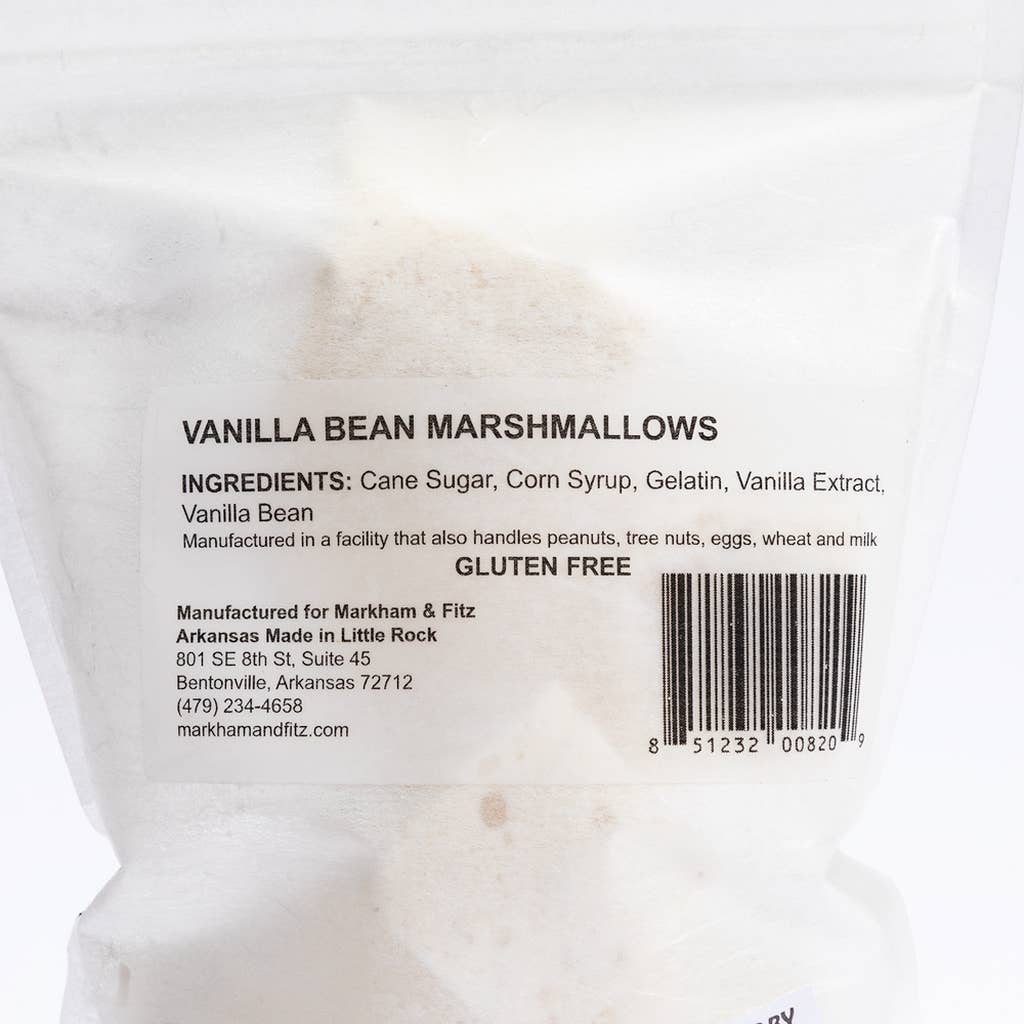 VANILLA BEAN MARSHMALLOWS
INGREDIENTS: Cane Sugar, Corn Syrup, Gelatin, Vanilla Extract,
Vanilla Bean
Manufactured in a facility that also handles peanuts, tree nuts, eggs, wheat and milk
GLUTEN FREE
Manufactured for Markham & Fitz
Arkansas Made in Little Rock
801 SE 8th St, Suite 45
Bentonville, Arkansas 72712
(479) 234-4658
markhamandfitz.com
8 51232 00820 9